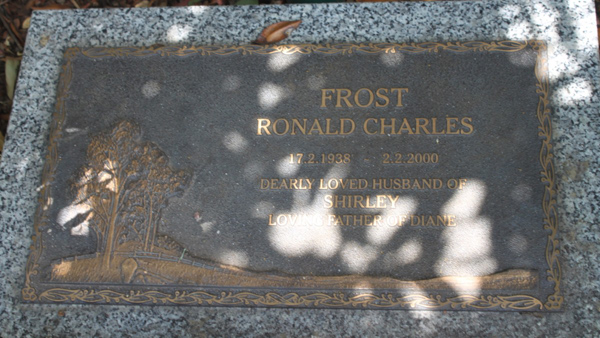 FROST
RONALD CHARLES
17.2.1938 - 2.2.2000
DEARLY LOVED HUSBAND OF
SHIRLEY
LOVING FATHER OF DIANE